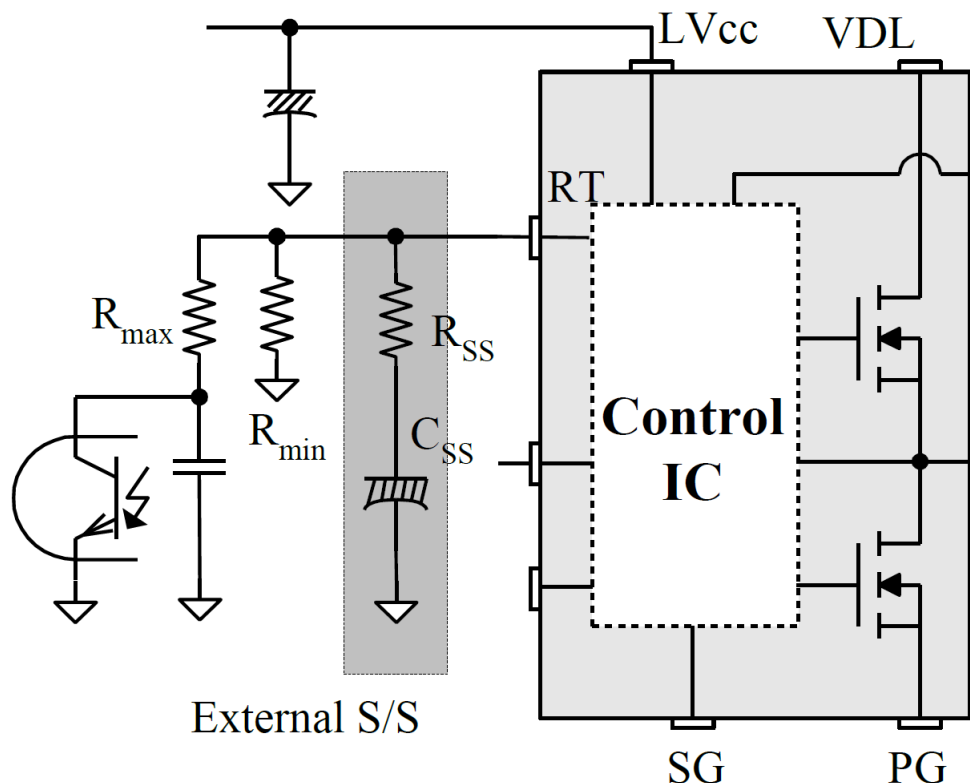 LVcc
VDL
RT
Rmax
Rmin
RSS
CSS
Control
IC
External S/S
SG
PG